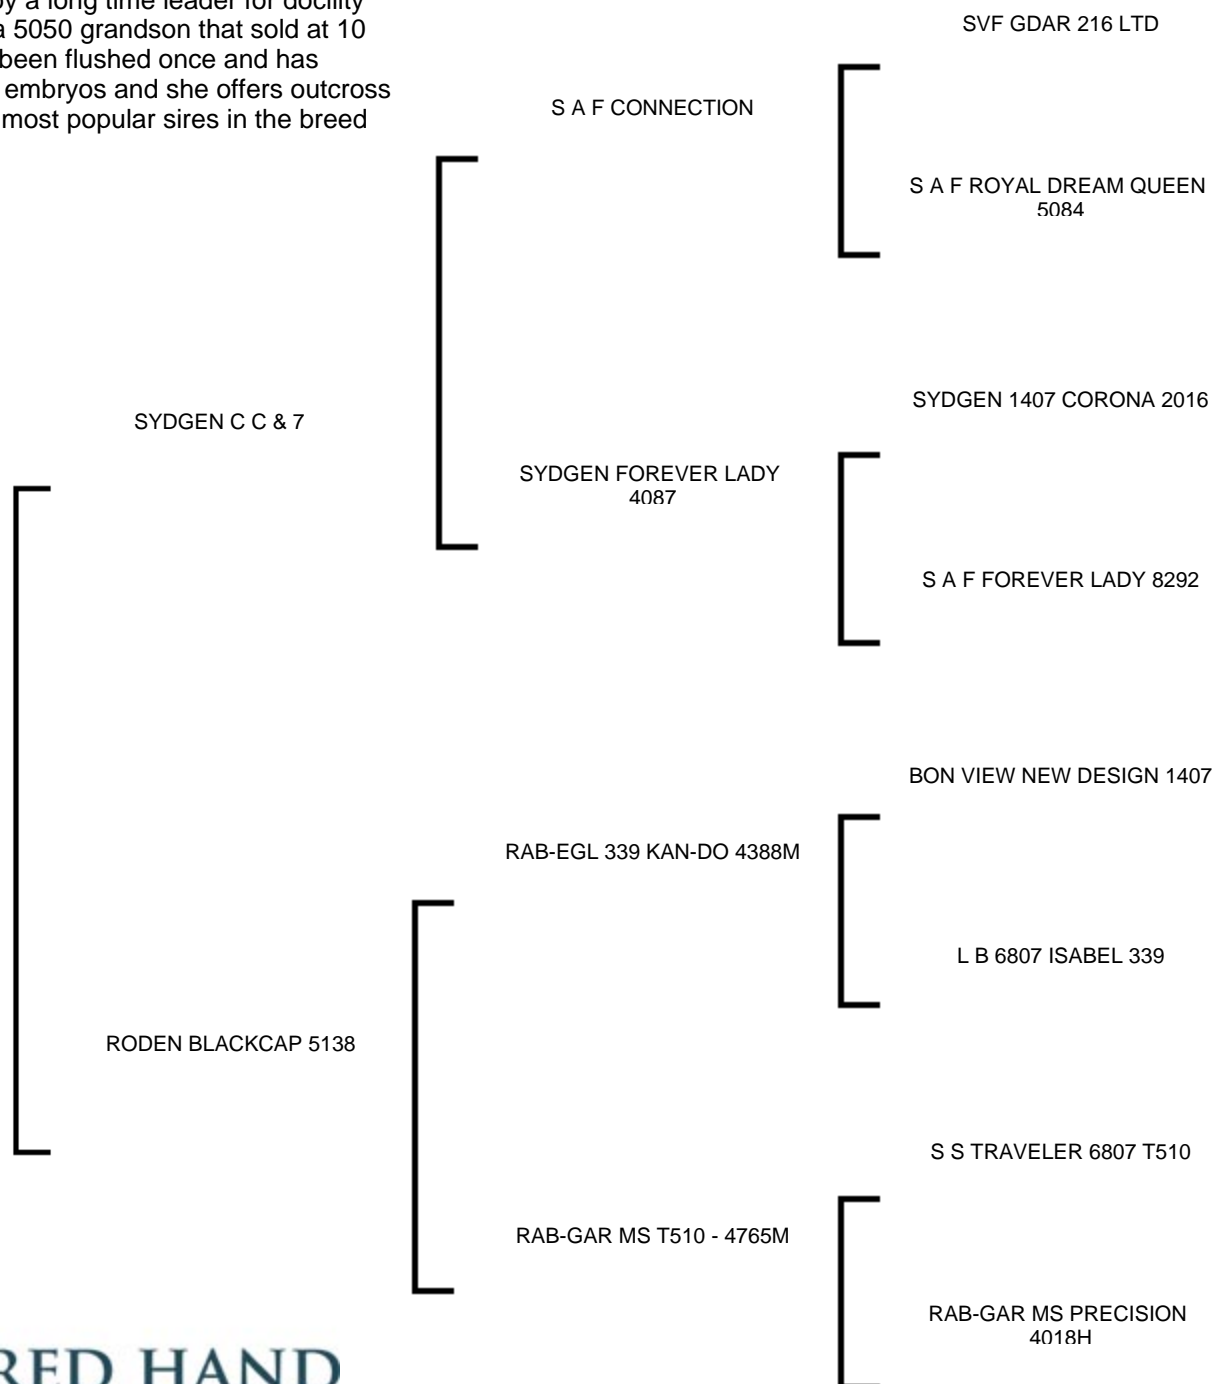 by a long time leader for docility
a 5050 grandson that sold at 10
been flushed once and has
embryos and she offers outcross
most popular sires in the breed
SVF GDAR 216 LTD
S A F CONNECTION
S A F ROYAL DREAM QUEEN
5084
SYDGEN C C & 7
SYDGEN 1407 CORONA 2016
SYDGEN FOREVER LADY
4087
S A F FOREVER LADY 8292
BON VIEW NEW DESIGN 1407
RAB-EGL 339 KAN-DO 4388M
L B 6807 ISABEL 339
RODEN BLACKCAP 5138
S S TRAVELER 6807 T510
RAB-GAR MS T510 - 4765M
RAB-GAR MS PRECISION
4018H
RED HAND